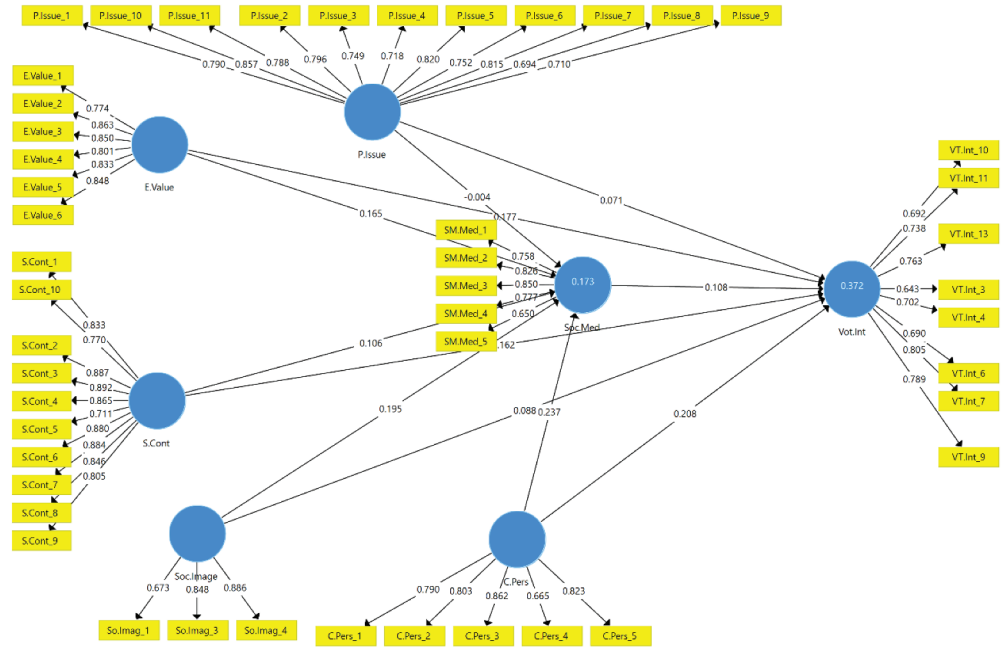 P.Issue_1 P.Issue_10 P.Issue_11 P.Issue_2 P.Issue_3 P.Issue_4 P.Issue_5 P.Issue_6 P.Issue_7 P.Issue_8 P.Issue_9
0.790 0.857 0.788 0.796 0.749 0.718 0.820 0.752 0.815 0.694 0.710
P.Issue
E.Value_1
E.Value_2
E.Value_3
E.Value_4
E.Value_5
E.Value_6
0.774
0.863
0.850
0.801
0.833
0.848
E.Value
-0.004
0.071
0.177
0.165
SM.Med_1
SM.Med_2
SM.Med_3
SM.Med_4
SM.Med_5
0.758
0.826
0.850
0.777
0.650
0.173
Soc.Med
0.108
0.372
Vot.Int
VT.Int_10
VT.Int_11
VT.Int_13
VT.Int_3
VT.Int_4
VT.Int_6
VT.Int_7
VT.Int_9
0.692
0.738
0.763
0.643
0.702
0.690
0.805
0.789
S.Cont_1
S.Cont_10
S.Cont_2
S.Cont_3
S.Cont_4
S.Cont_5
S.Cont_6
S.Cont_7
S.Cont_8
S.Cont_9
0.833
0.770
0.887
0.892
0.865
0.711
0.880
0.884
0.846
0.805
S.Cont
0.106
0.162
0.195
0.088
0.237
0.208
Soc.Image
0.673 0.848 0.886
So.Imag_1 So.Imag_3 So.Imag_4
C.Pers
0.790 0.803 0.862 0.665 0.823
C.Pers_1 C.Pers_2 C.Pers_3 C.Pers_4 C.Pers_5